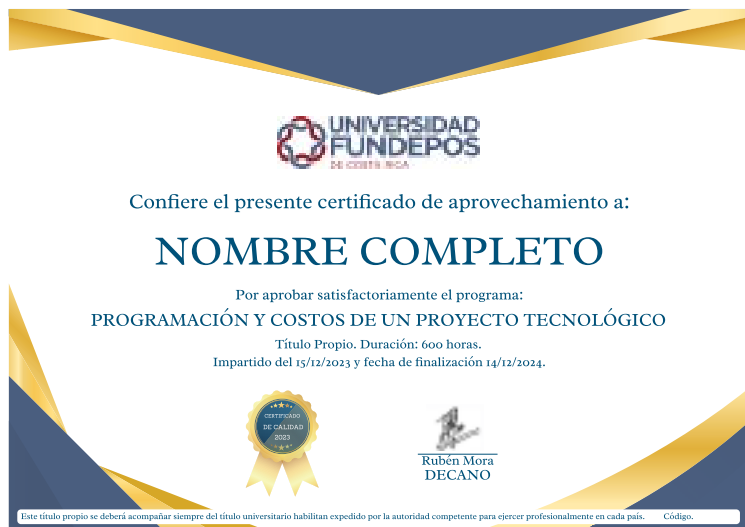 UNIVERSIDAD
FUNDEPOS
DE COSTA RICA
Confiere el presente certificado de aprovechamiento a:
NOMBRE COMPLETO
Por aprobar satisfactoriamente el programa:
PROGRAMACIÓN Y COSTOS DE UN PROYECTO TECNOLÓGICO
Título Propio. Duración: 600 horas.
Impartido del 15/12/2023 y fecha de finalización 14/12/2024.
CERTIFICADO
DE CALIDAD
2023
Rubén Mora
DECANO
Este título propio se deberá acompañar siempre del título universitario habilitan expedido por la autoridad competente para ejercer profesionalmente en cada país. Código.